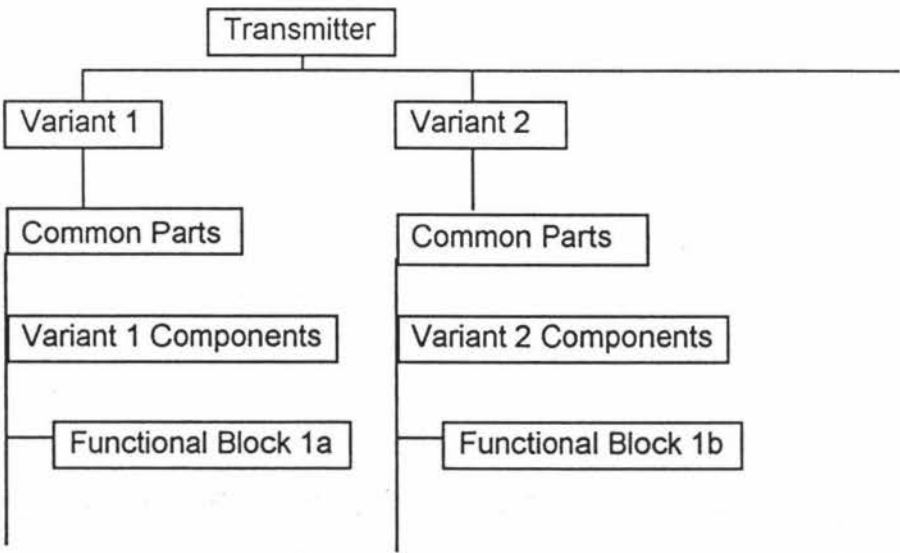 Transmitter
Variant 1
Variant 2
Common Parts
Common Parts
Variant 1 Components
Variant 2 Components
Functional Block 1a
Functional Block 1b